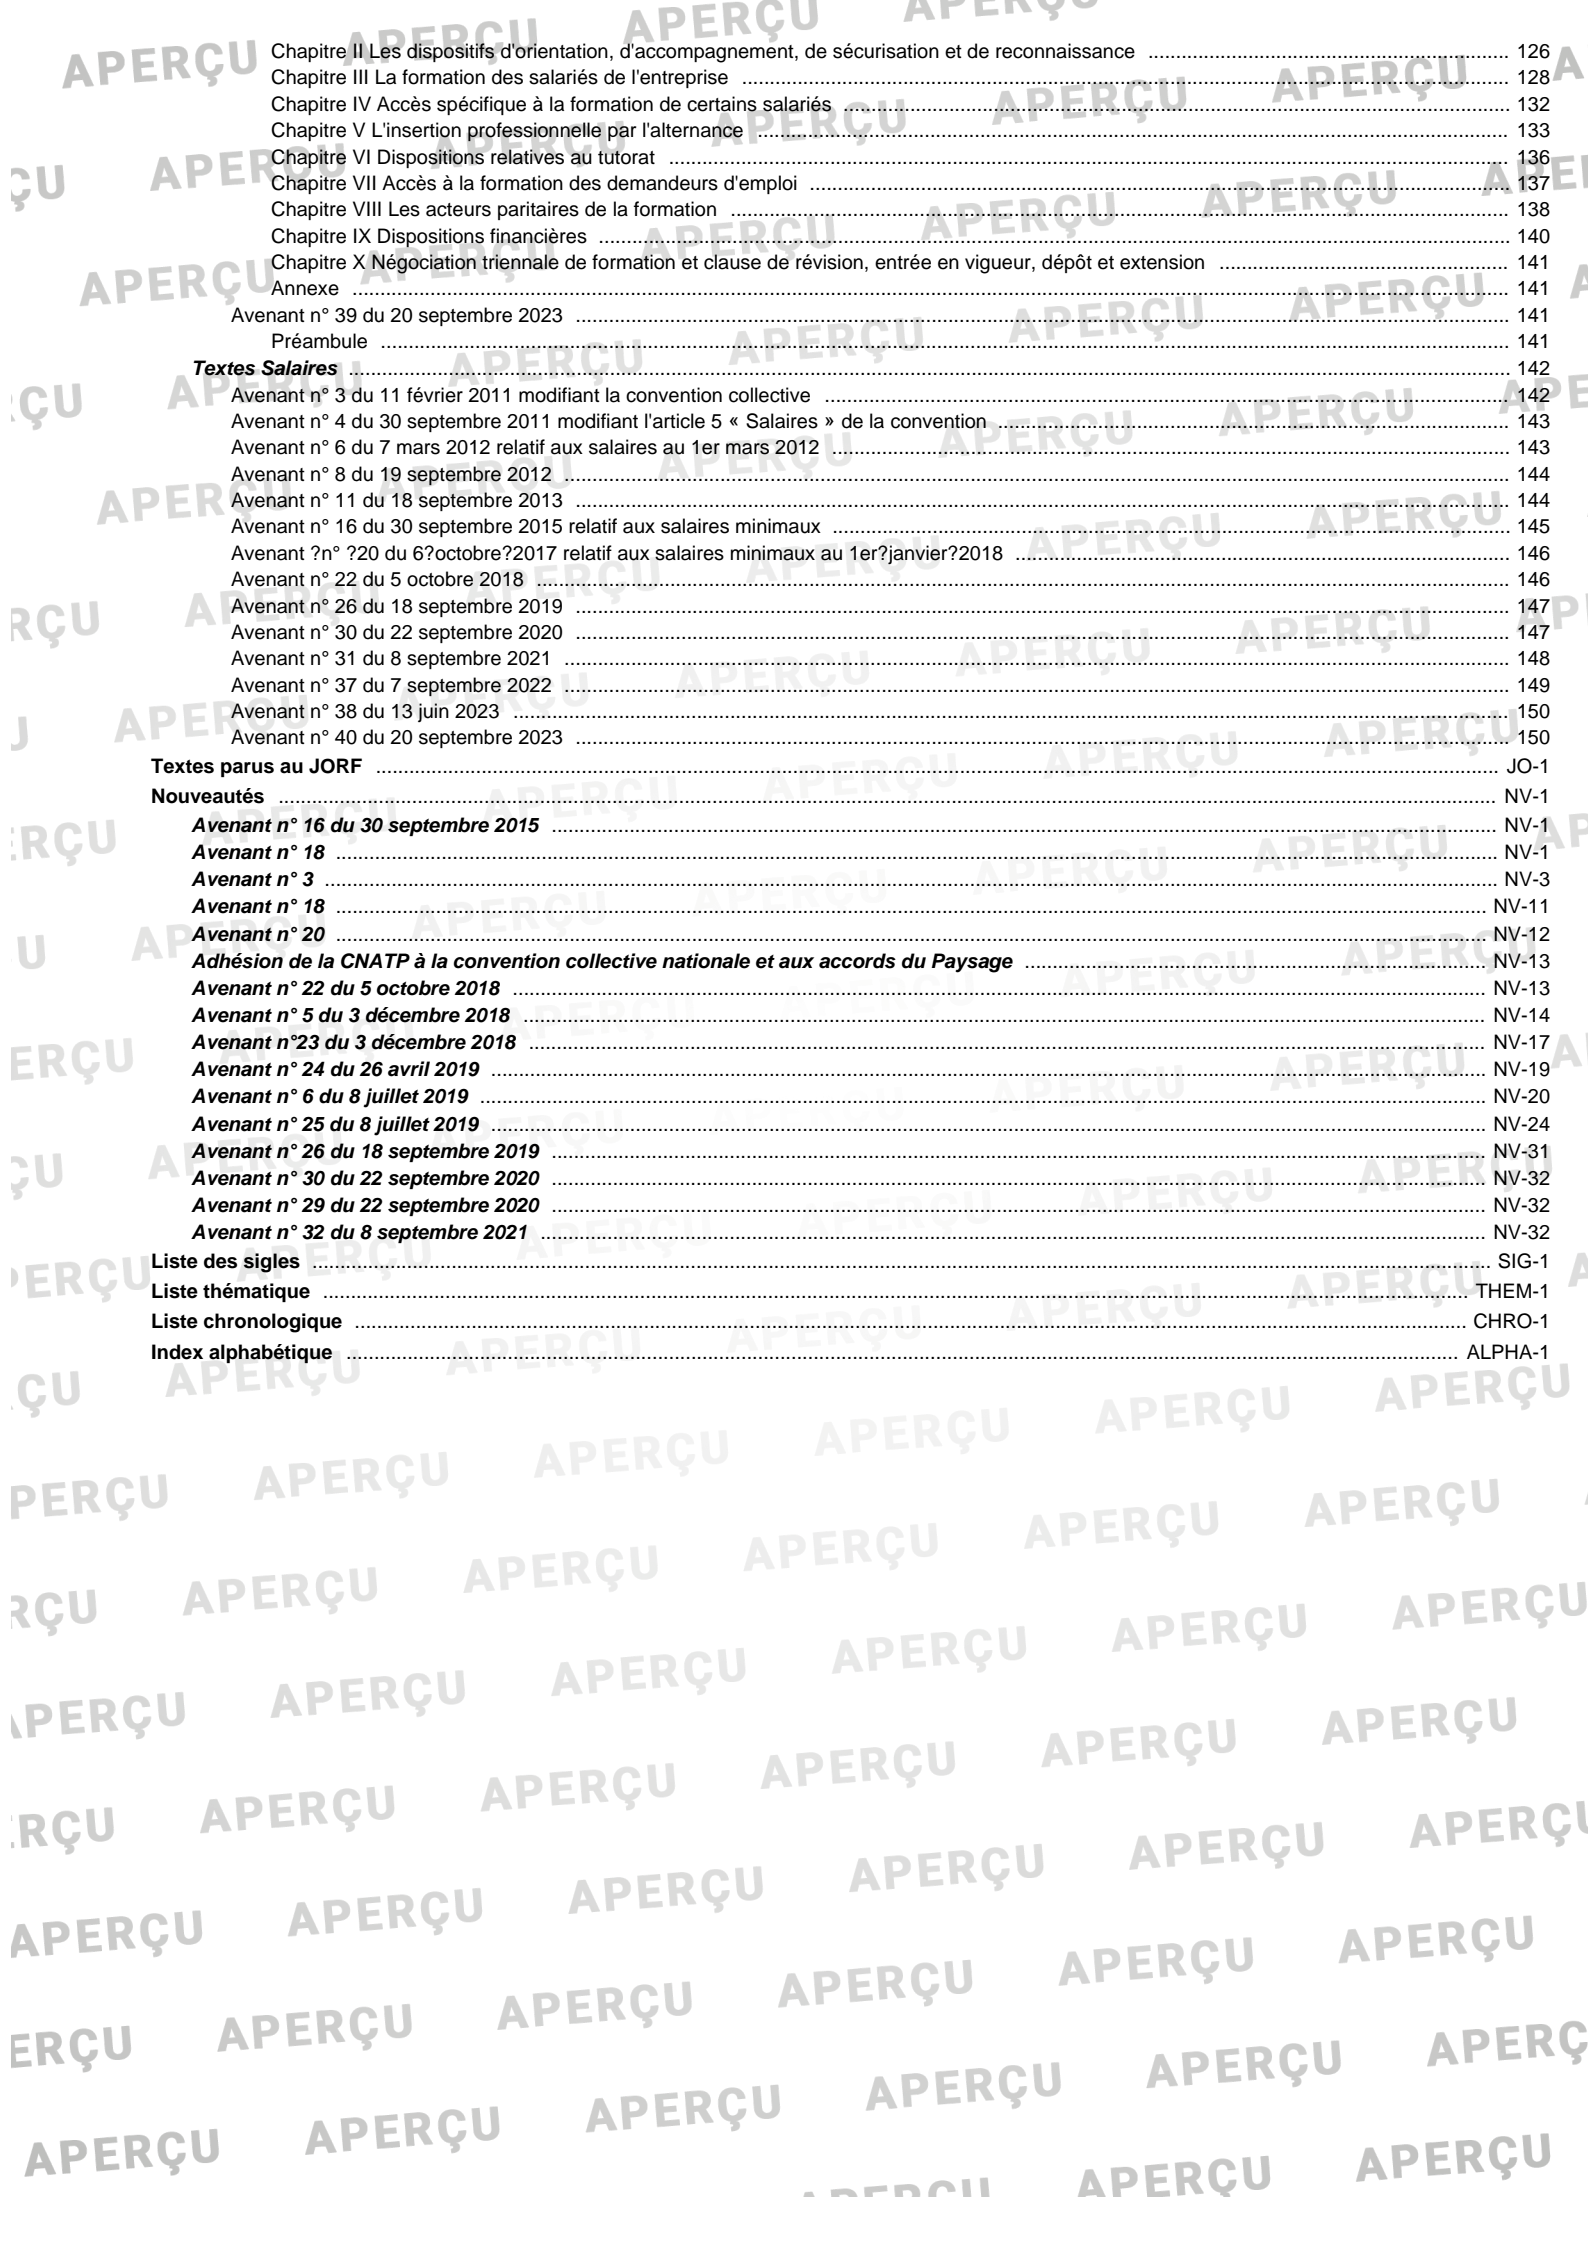 Chapitre II Les dispositifs d'orientation, d'accompagnement, de sécurisation et de reconnaissance ........ 126
Chapitre III La formation des salariés de l'entreprise ........ 128
Chapitre IV Accès spécifique à la formation de certains salariés ........ 132
Chapitre V L'insertion professionnelle par l'alternance ........ 133
Chapitre VI Dispositions relatives au tutorat ........ 136
Chapitre VII Accès à la formation des demandeurs d'emploi ........ 137
Chapitre VIII Les acteurs paritaires de la formation ........ 138
Chapitre IX Dispositions financières ........ 140
Chapitre X Négociation triennale de formation et clause de révision, entrée en vigueur, dépôt et extension ........ 141
Annexe ........ 141
Avenant n° 39 du 20 septembre 2023 ........ 141
Préambule ........ 141
Textes Salaires ........ 142
Avenant n° 3 du 11 février 2011 modifiant la convention collective ........ 142
Avenant n° 4 du 30 septembre 2011 modifiant l'article 5 « Salaires » de la convention ........ 143
Avenant n° 6 du 7 mars 2012 relatif aux salaires au 1er mars 2012 ........ 143
Avenant n° 8 du 19 septembre 2012 ........ 144
Avenant n° 11 du 18 septembre 2013 ........ 144
Avenant n° 16 du 30 septembre 2015 relatif aux salaires minimaux ........ 145
Avenant ?n° ?20 du 6?octobre?2017 relatif aux salaires minimaux au 1er?janvier?2018 ........ 146
Avenant n° 22 du 5 octobre 2018 ........ 146
Avenant n° 26 du 18 septembre 2019 ........ 147
Avenant n° 30 du 22 septembre 2020 ........ 147
Avenant n° 31 du 8 septembre 2021 ........ 148
Avenant n° 37 du 7 septembre 2022 ........ 149
Avenant n° 38 du 13 juin 2023 ........ 150
Avenant n° 40 du 20 septembre 2023 ........ 150
Textes parus au JORF ........ JO-1
Nouveautés ........ NV-1
Avenant n° 16 du 30 septembre 2015 ........ NV-1
Avenant n° 18 ........ NV-1
Avenant n° 3 ........ NV-3
Avenant n° 18 ........ NV-11
Avenant n° 20 ........ NV-12
Adhésion de la CNATP à la convention collective nationale et aux accords du Paysage ........ NV-13
Avenant n° 22 du 5 octobre 2018 ........ NV-13
Avenant n° 5 du 3 décembre 2018 ........ NV-14
Avenant n°23 du 3 décembre 2018 ........ NV-17
Avenant n° 24 du 26 avril 2019 ........ NV-19
Avenant n° 6 du 8 juillet 2019 ........ NV-20
Avenant n° 25 du 8 juillet 2019 ........ NV-24
Avenant n° 26 du 18 septembre 2019 ........ NV-31
Avenant n° 30 du 22 septembre 2020 ........ NV-32
Avenant n° 29 du 22 septembre 2020 ........ NV-32
Avenant n° 32 du 8 septembre 2021 ........ NV-32
Liste des sigles ........ SIG-1
Liste thématique ........ THEM-1
Liste chronologique ........ CHRO-1
Index alphabétique ........ ALPHA-1
APERÇU